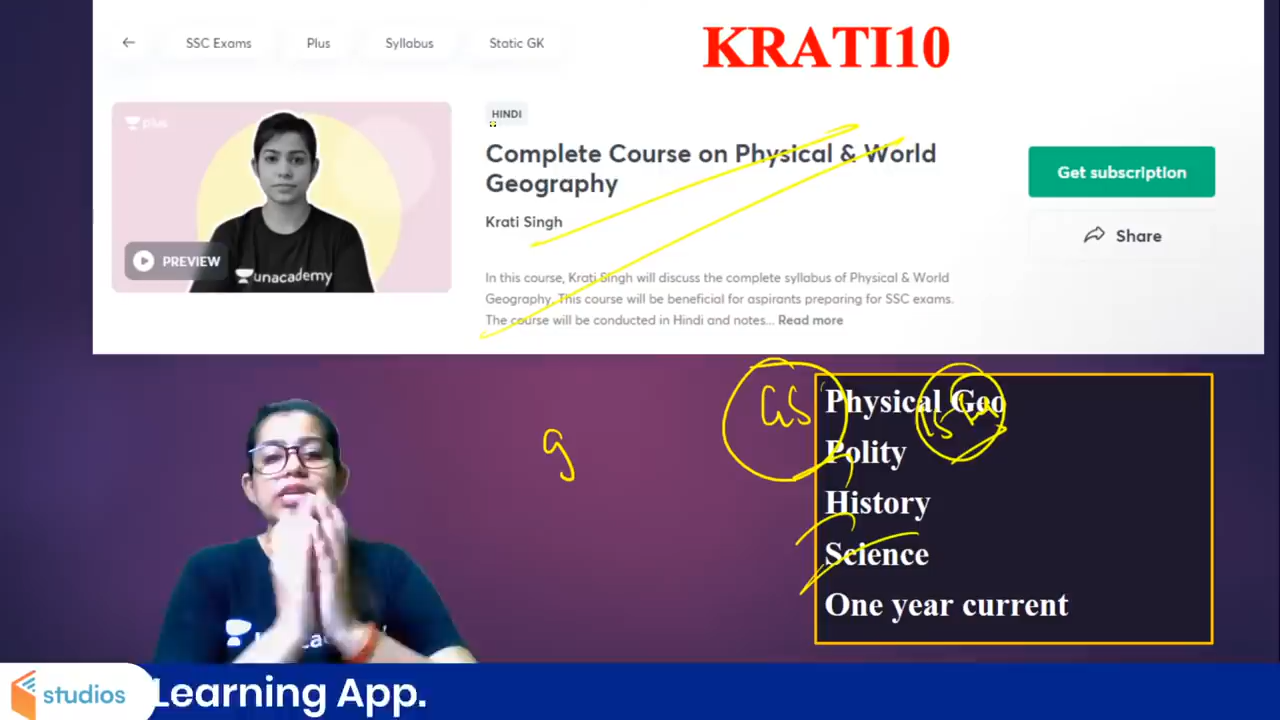 SSC Exams Plus Syllabus Static GK
KRATI10
plus
HINDI
Complete Course on Physical & World
Geography
Krati Singh
In this course, Krati Singh will discuss the complete syllabus of Physical & World
Geography. This course will be beneficial for aspirants preparing for SSC exams.
The course will be conducted in Hindi and notes... Read more
PREVIEW
unacademy
Get subscription
Share
GS
Physical Geo
Polity
History
Science
One year current
g
studios
Learning App.